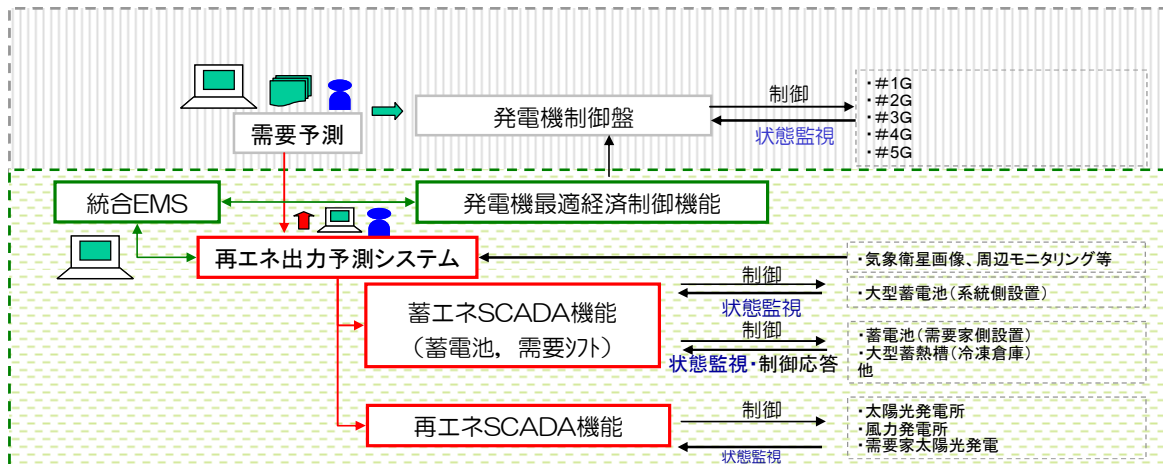 需要予測
発電機制御盤
制御
状態監視
・＃1G
・＃2G
・＃3G
・＃4G
・＃5G
統合EMS
発電機最適経済制御機能
再エネ出力予測システム
・気象衛星画像、周辺モニタリング等
蓄エネSCADA機能
（蓄電池，需要ｼﾌﾄ）
制御
状態監視
・大型蓄電池（系統側設置）
制御
状態監視・制御応答
・蓄電池（需要家側設置）
・大型蓄熱槽（冷凍倉庫）
他
再エネSCADA機能
制御
状態監視
・太陽光発電所
・風力発電所
・需要家太陽光発電